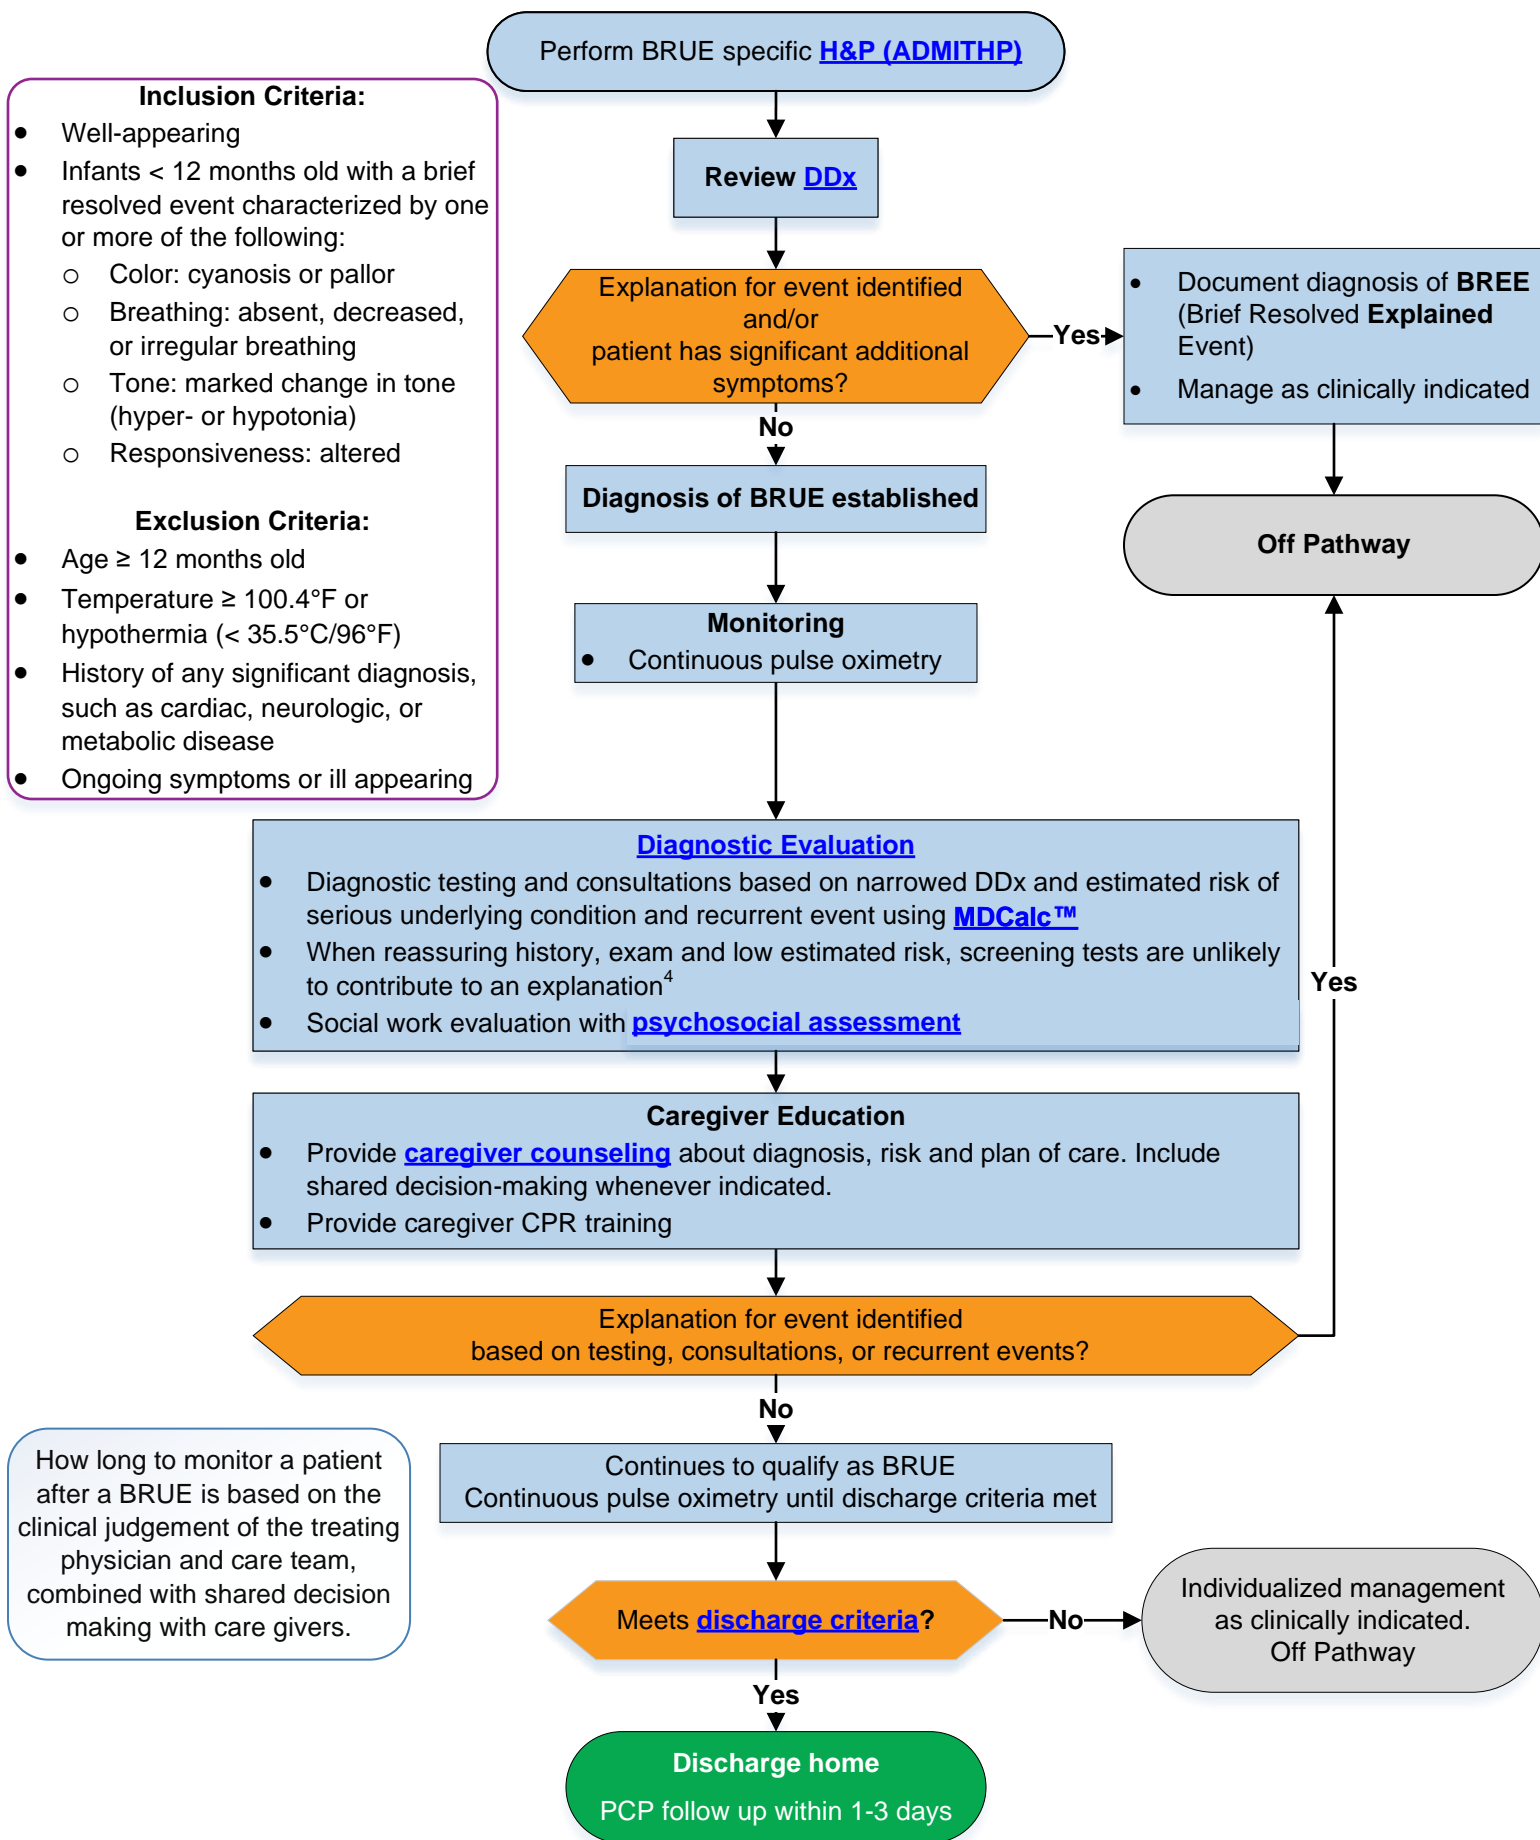 Perform BRUE specific H&P (ADMITHP)
Inclusion Criteria:
● Well-appearing
● Infants < 12 months old with a brief
resolved event characterized by one
or more of the following:
○ Color: cyanosis or pallor
○ Breathing: absent, decreased,
or irregular breathing
○ Tone: marked change in tone
(hyper- or hypotonia)
○ Responsiveness: altered
Exclusion Criteria:
● Age ≥ 12 months old
● Temperature ≥ 100.4°F or
hypothermia (< 35.5°C/96°F)
● History of any significant diagnosis,
such as cardiac, neurologic, or
metabolic disease
● Ongoing symptoms or ill appearing
Review DDx
Explanation for event identified
and/or
patient has significant additional
symptoms?
Yes
● Document diagnosis of BREE
(Brief Resolved Explained
Event)
● Manage as clinically indicated
Off Pathway
No
Diagnosis of BRUE established
Monitoring
● Continuous pulse oximetry
Diagnostic Evaluation
● Diagnostic testing and consultations based on narrowed DDx and estimated risk of
serious underlying condition and recurrent event using MDCalc™
● When reassuring history, exam and low estimated risk, screening tests are unlikely
to contribute to an explanation⁴
● Social work evaluation with psychosocial assessment
Yes
Caregiver Education
● Provide caregiver counseling about diagnosis, risk and plan of care. Include
shared decision-making whenever indicated.
● Provide caregiver CPR training
Explanation for event identified
based on testing, consultations, or recurrent events?
No
How long to monitor a patient
after a BRUE is based on the
clinical judgement of the treating
physician and care team,
combined with shared decision
making with care givers.
Continues to qualify as BRUE
Continuous pulse oximetry until discharge criteria met
Meets discharge criteria?
No
Individualized management
as clinically indicated.
Off Pathway
Yes
Discharge home
PCP follow up within 1-3 days